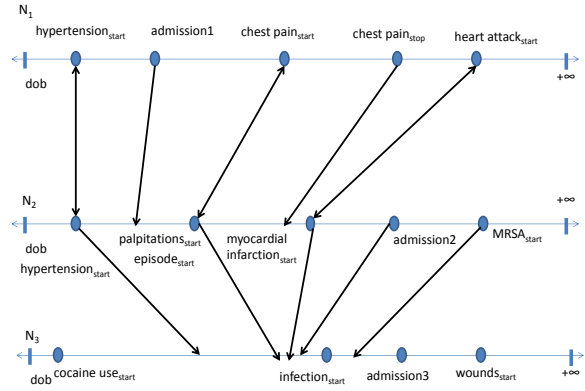 N1
hypertensionstart admission1 chest painstart chest painstop heart attackstart
dob +∞
N2 +∞
dob palpitationsstart myocardial admission2 MRSAstart
hypertensionstart episodestart infarctionstart
N3
dob cocaine usestart infectionstart admission3 woundsstart +∞